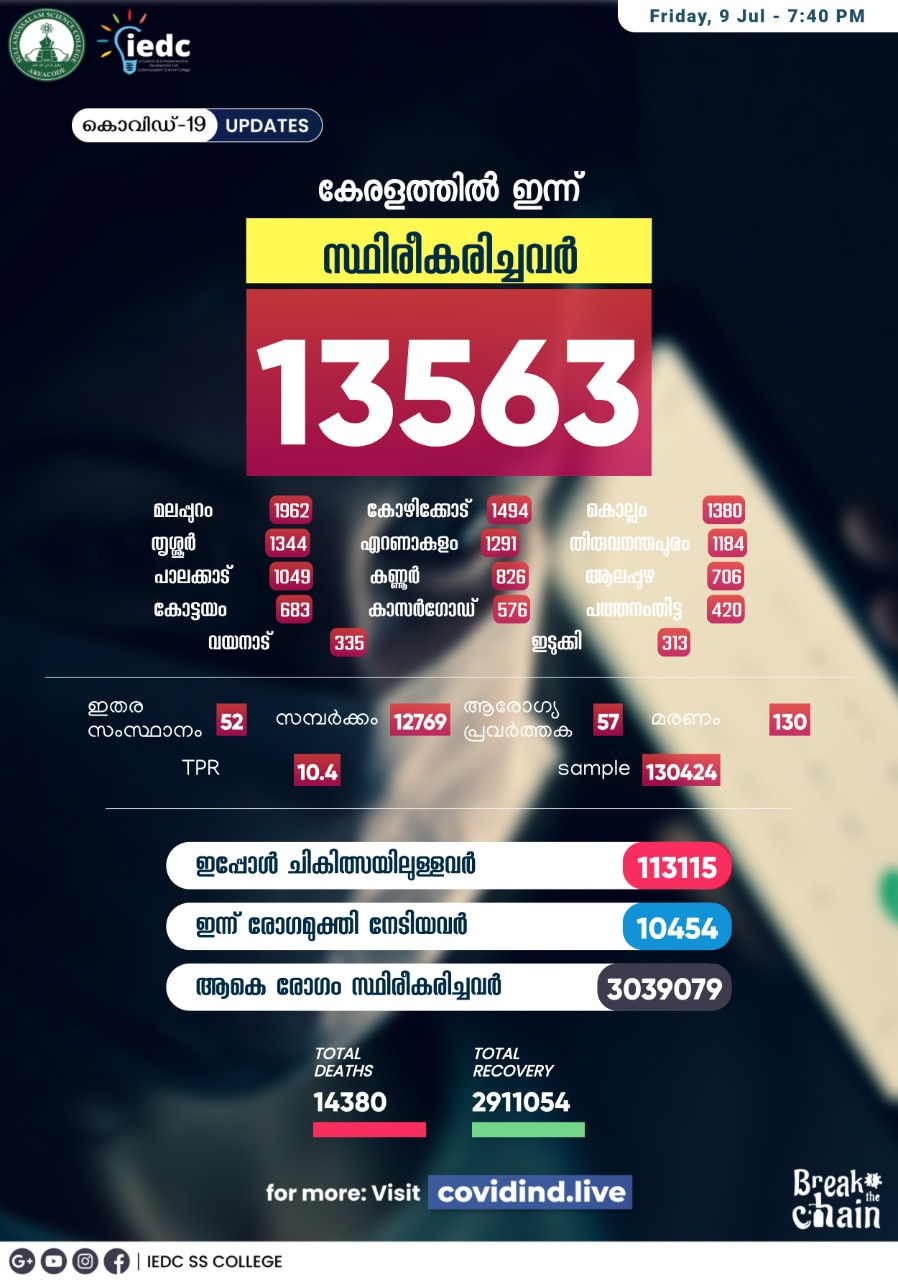 Friday, 9 Jul - 7:40 PM
SULLAMUSSALAM SCIENCE COLLEGE
AREACODE
iedc
കൊവിഡ്-19 UPDATES
കേരളത്തിൽ ഇന്ന്
സ്ഥിരീകരിച്ചവർ
13563
മലപ്പുറം 1962 കോഴിക്കോട് 1494 കൊല്ലം 1380
തൃശ്ശൂർ 1344 എറണാകുളം 1291 തിരുവനന്തപുരം 1184
പാലക്കാട് 1049 കണ്ണൂർ 826 ആലപ്പുഴ 706
കോട്ടയം 683 കാസർഗോഡ് 576 പത്തനംതിട്ട 420
വയനാട് 335 ഇടുക്കി 313
ഇതര സംസ്ഥാനം 52 സമ്പർക്കം 12769 ആരോഗ്യ പ്രവർത്തക 57 മരണം 130
TPR 10.4 sample 130424
ഇപ്പോൾ ചികിത്സയിലുള്ളവർ 113115
ഇന്ന് രോഗമുക്തി നേടിയവർ 10454
ആകെ രോഗം സ്ഥിരീകരിച്ചവർ 3039079
TOTAL DEATHS
14380
TOTAL RECOVERY
2911054
for more: Visit covidind.live
Break the chain
IEDC SS COLLEGE